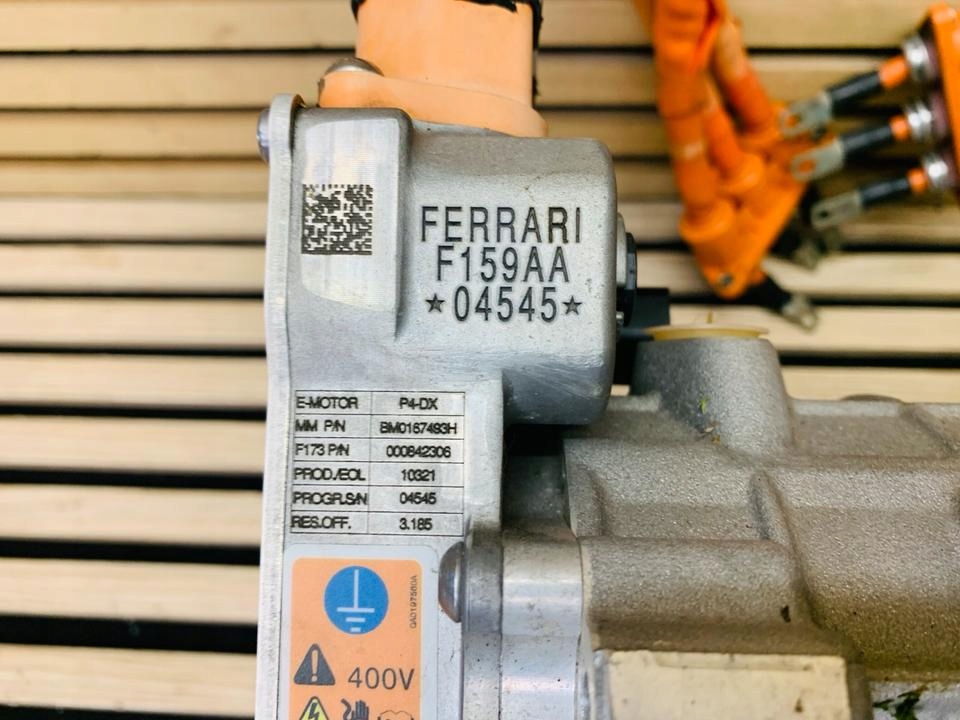 FERRARI
F159AA
★04545★
E-MOTOR P4-DX
MM P/N BM0167493H
F173 P/N 000842306
PROD./EOL 10321
PROGR.S/N 04545
RES.OFF. 3.185
QA0197560A
400V